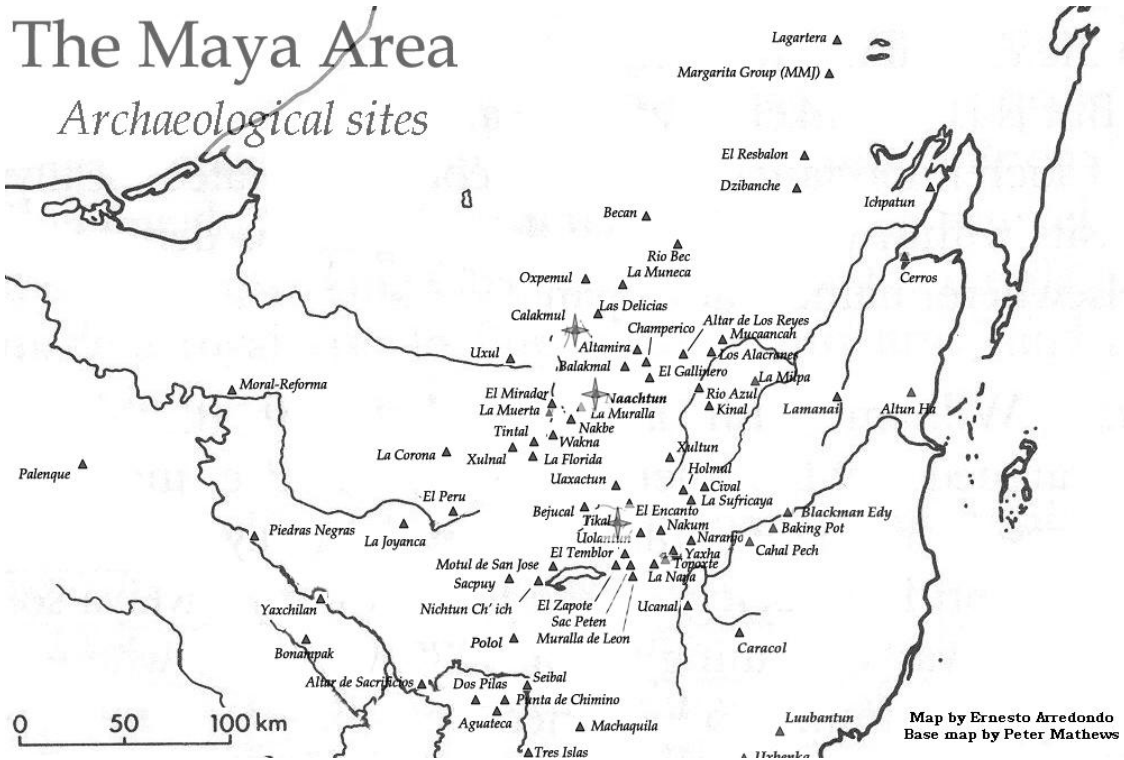 The Maya Area
Archaeological sites
Lagartera
Margarita Group (MMJ)
El Resbalon
Dzibanche
Ichpatun
Becan
Rio Bec
Cerros
Oxpemul
La Muneca
Las Delicias
Calakmul
Champerico
Altar de Los Reyes
Mucaancah
Altamira
Los Alacranes
Uxul
Balakmal
El Gallinero
La Milpa
Moral-Reforma
El Mirador
Naachtun
Rio Azul
La Muerta
La Muralla
Kinal
Lamanai
Altun Ha
Nakbe
Tintal
Wakna
La Corona
Xulnal
La Florida
Xultun
Palenque
Holmul
Uaxactun
Cival
El Peru
La Sufricaya
Bejucal
El Encanto
Blackman Edy
Tikal
Nakum
Baking Pot
Piedras Negras
La Joyanca
Uolantun
Naranjo
Cahal Pech
El Temblor
Yaxha
Motul de San Jose
Topoxte
Sacpuy
La Naya
Yaxchilan
Nichtun Ch' ich
El Zapote
Ucanal
Sac Peten
Polol
Muralla de Leon
Caracol
Bonampak
Altar de Sacrificios
Dos Pilas
Seibal
Punta de Chimino
Aguateca
Machaquila
Luubantun
Tres Islas
Uxbenka
0 50 100 km
Map by Ernesto Arredondo
Base map by Peter Mathews